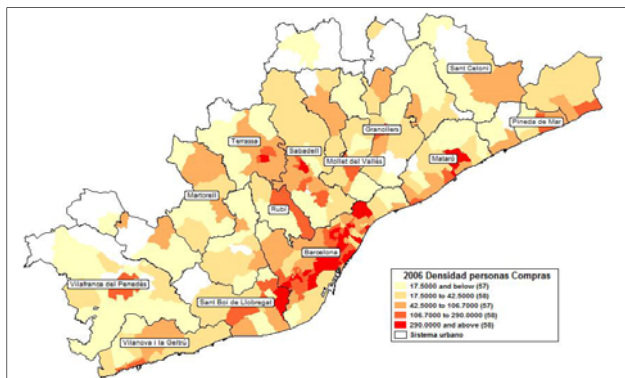 Sant Celoni
Pineda de Mar
Granollers
Terrassa
Sabadell
Mollet del Vallès
Mataró
Martorell
Rubí
Barcelona
Vilafranca del Penedès
Sant Boi de Llobregat
Vilanova i la Geltrú
2006 Densidad personas Compras
17.5000 and below (57)
17.5000 to 42.5000 (56)
42.5000 to 106.7000 (57)
106.7000 to 290.0000 (58)
290.0000 and above (58)
Sistema urbano